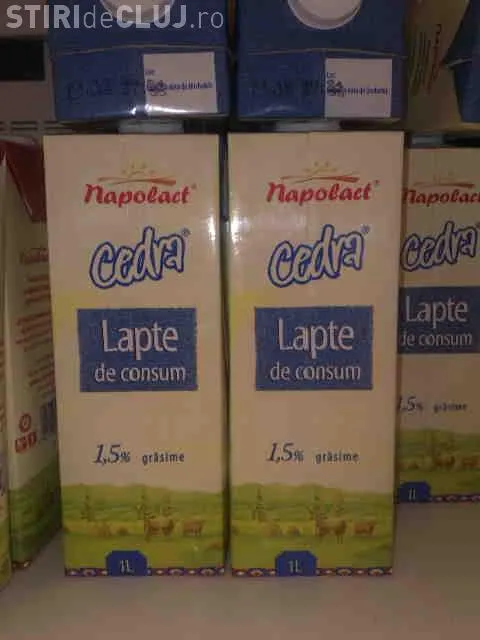 STIRIdeCLUJ.ro
Napolact®
Cedra®
Lapte
de consum
1,5% grăsime
1L
Napolact®
Cedra®
Lapte
de consum
1,5% grăsime
1L
Napolact
Cedra®
Lapte
de consum
1,5% grăsime
1L